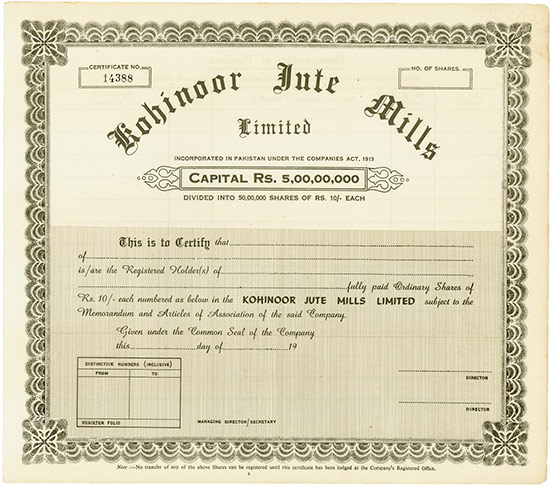 CERTIFICATE NO.
14388
NO. OF SHARES.
Kohinoor Jute Mills
Limited
INCORPORATED IN PAKISTAN UNDER THE COMPANIES ACT, 1913
CAPITAL RS. 5,00,00,000
DIVIDED INTO 50,00,000 SHARES OF RS. 10/- EACH
This is to Certify that
of
is/are the Registered Holder(s) of
fully paid Ordinary Shares of
Rs. 10/- each numbered as below in the KOHINOOR JUTE MILLS LIMITED subject to the
Memorandum and Articles of Association of the said Company.
Given under the Common Seal of the Company
this day of 19
DISTINCTIVE NUMBERS (INCLUSIVE)
FROM TO
REGISTER FOLIO
DIRECTOR
DIRECTOR
MANAGING DIRECTOR/SECRETARY
Note :—No transfer of any of the above Shares can be registered until this certificate has been lodged at the Company's Registered Office.